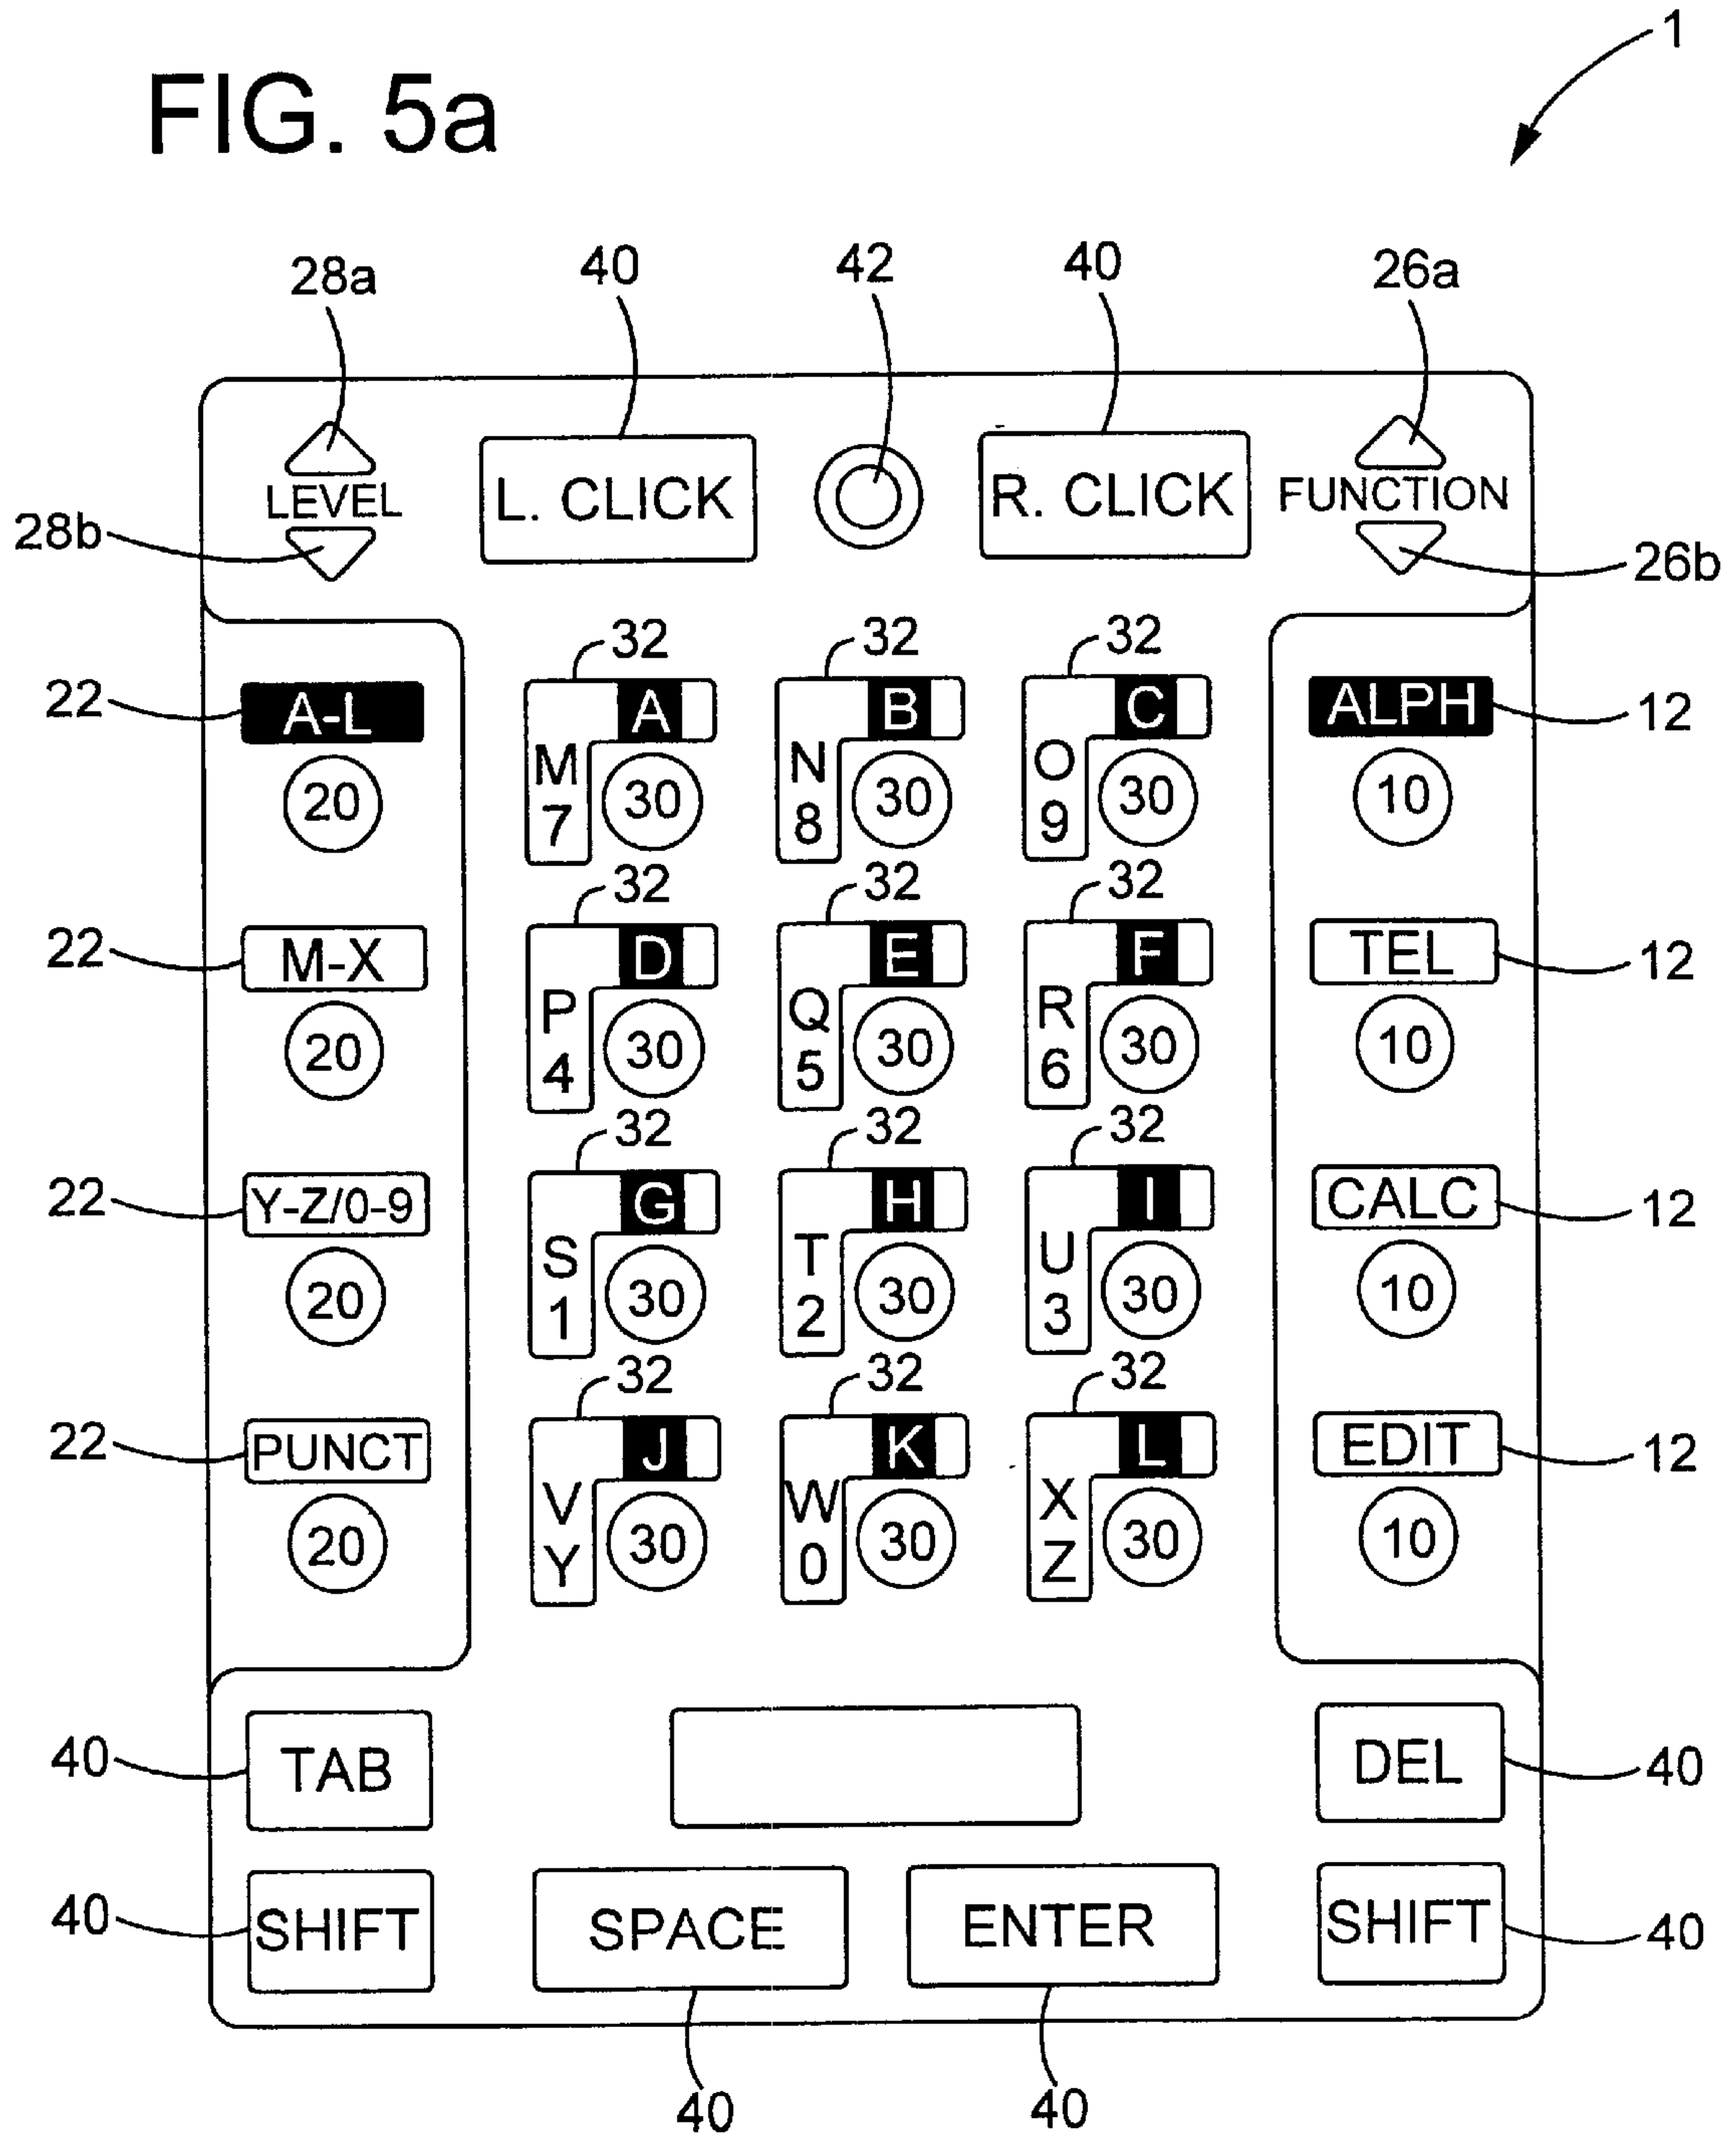 1
FIG. 5a
28a 40 42 40 26a
L. CLICK R. CLICK
LEVEL FUNCTION
28b 26b
32 32 32
22 A-L A B C ALPH 12
M N O
20 30 30 30 10
7 8 9
32 32 32
22 M-X D E F TEL 12
P Q R
20 30 30 30 10
4 5 6
32 32 32
22 Y-Z/0-9 G H I CALC 12
S T U
20 30 30 30 10
1 2 3
32 32 32
22 PUNCT J K L EDIT 12
V W X
20 30 30 30 10
Y 0 Z
40 TAB DEL 40
40 SHIFT SPACE ENTER SHIFT 40
40 40